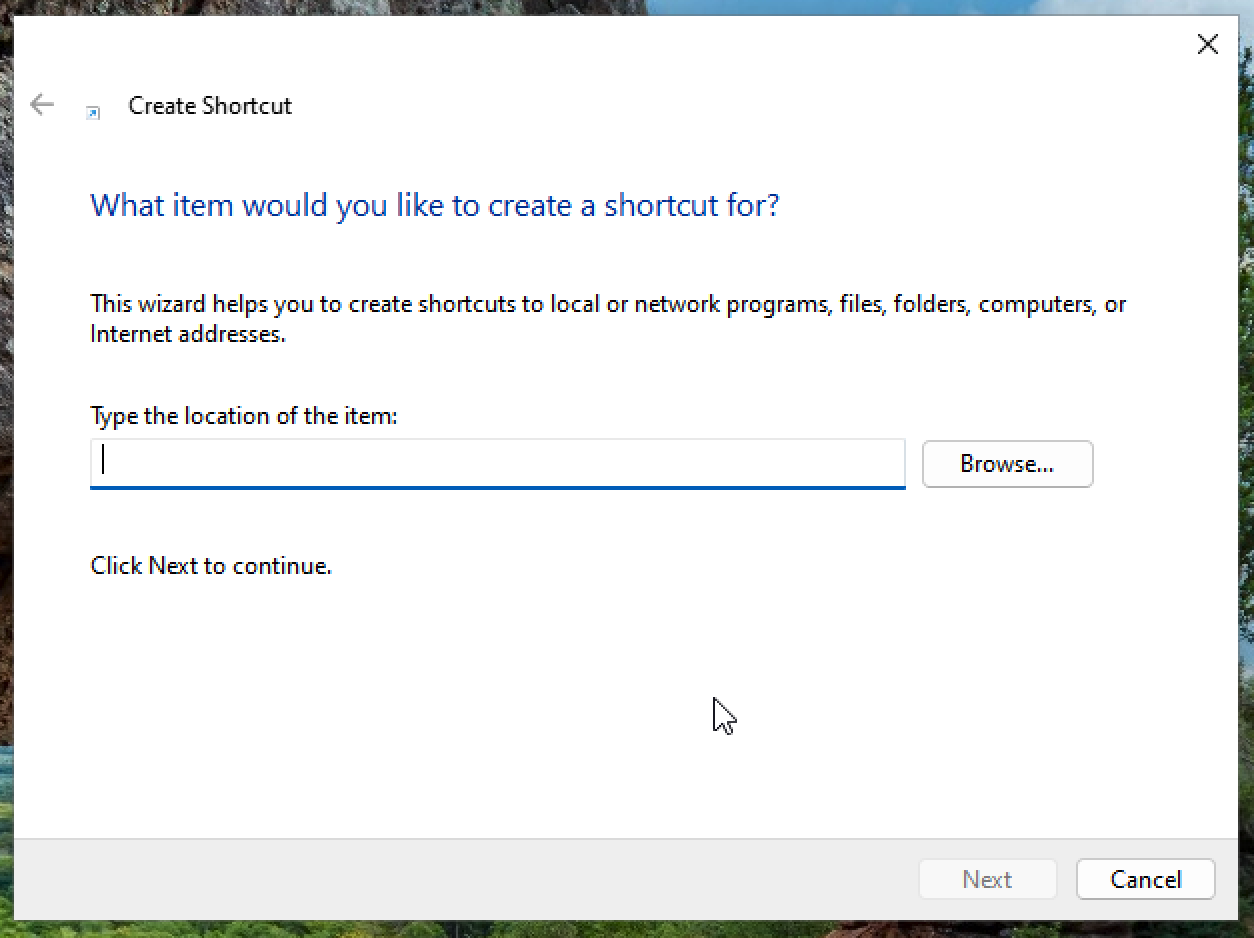 Create Shortcut
What item would you like to create a shortcut for?
This wizard helps you to create shortcuts to local or network programs, files, folders, computers, or
Internet addresses.
Type the location of the item:
Browse...
Click Next to continue.
Next
Cancel